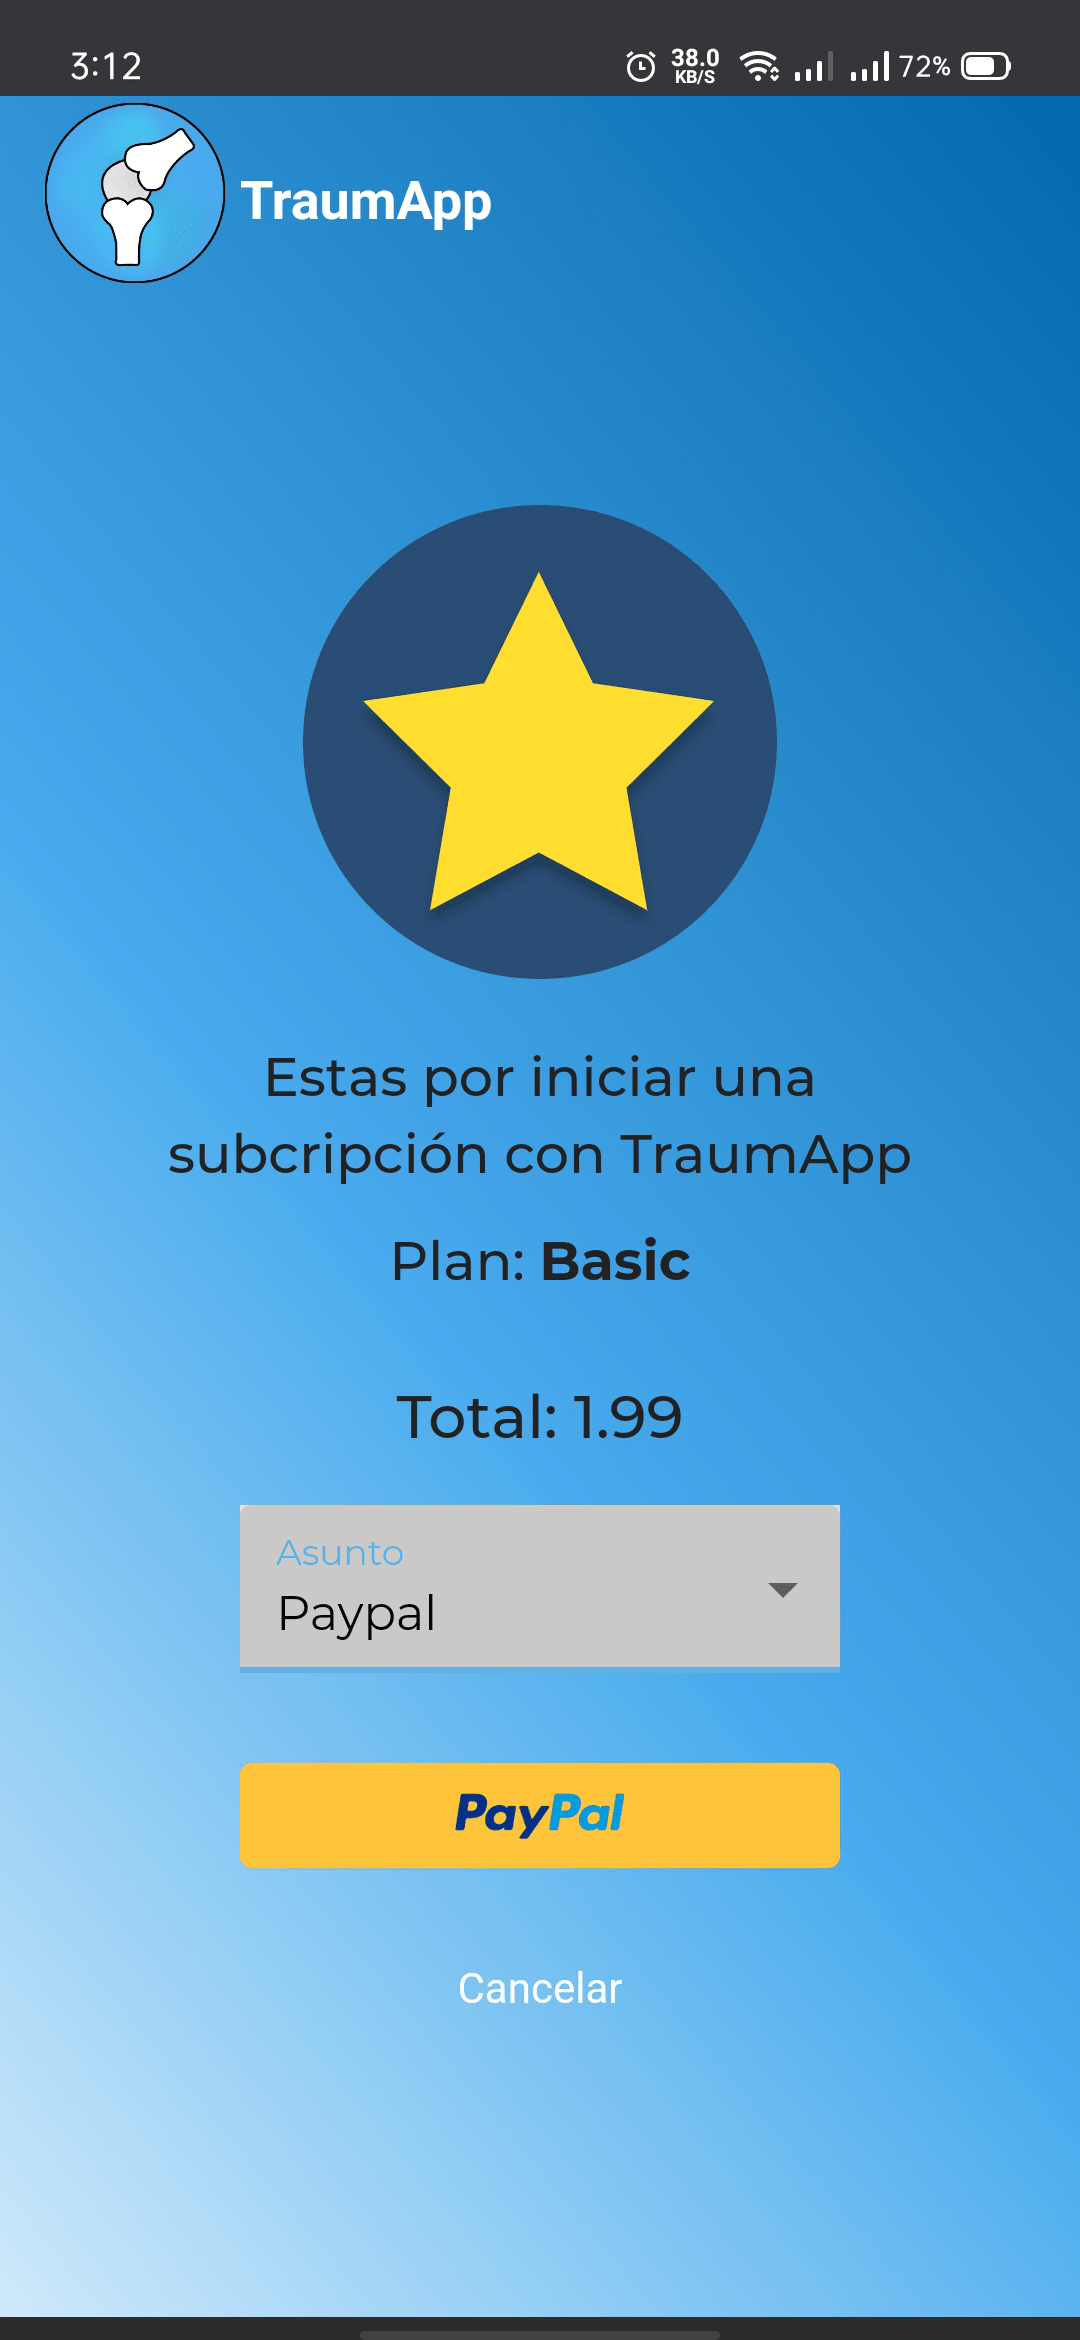 3:12
38.0
KB/S
72%
TraumApp
Estas por iniciar una
subcripción con TraumApp
Plan: Basic
Total: 1.99
Asunto
Paypal
PayPal
Cancelar